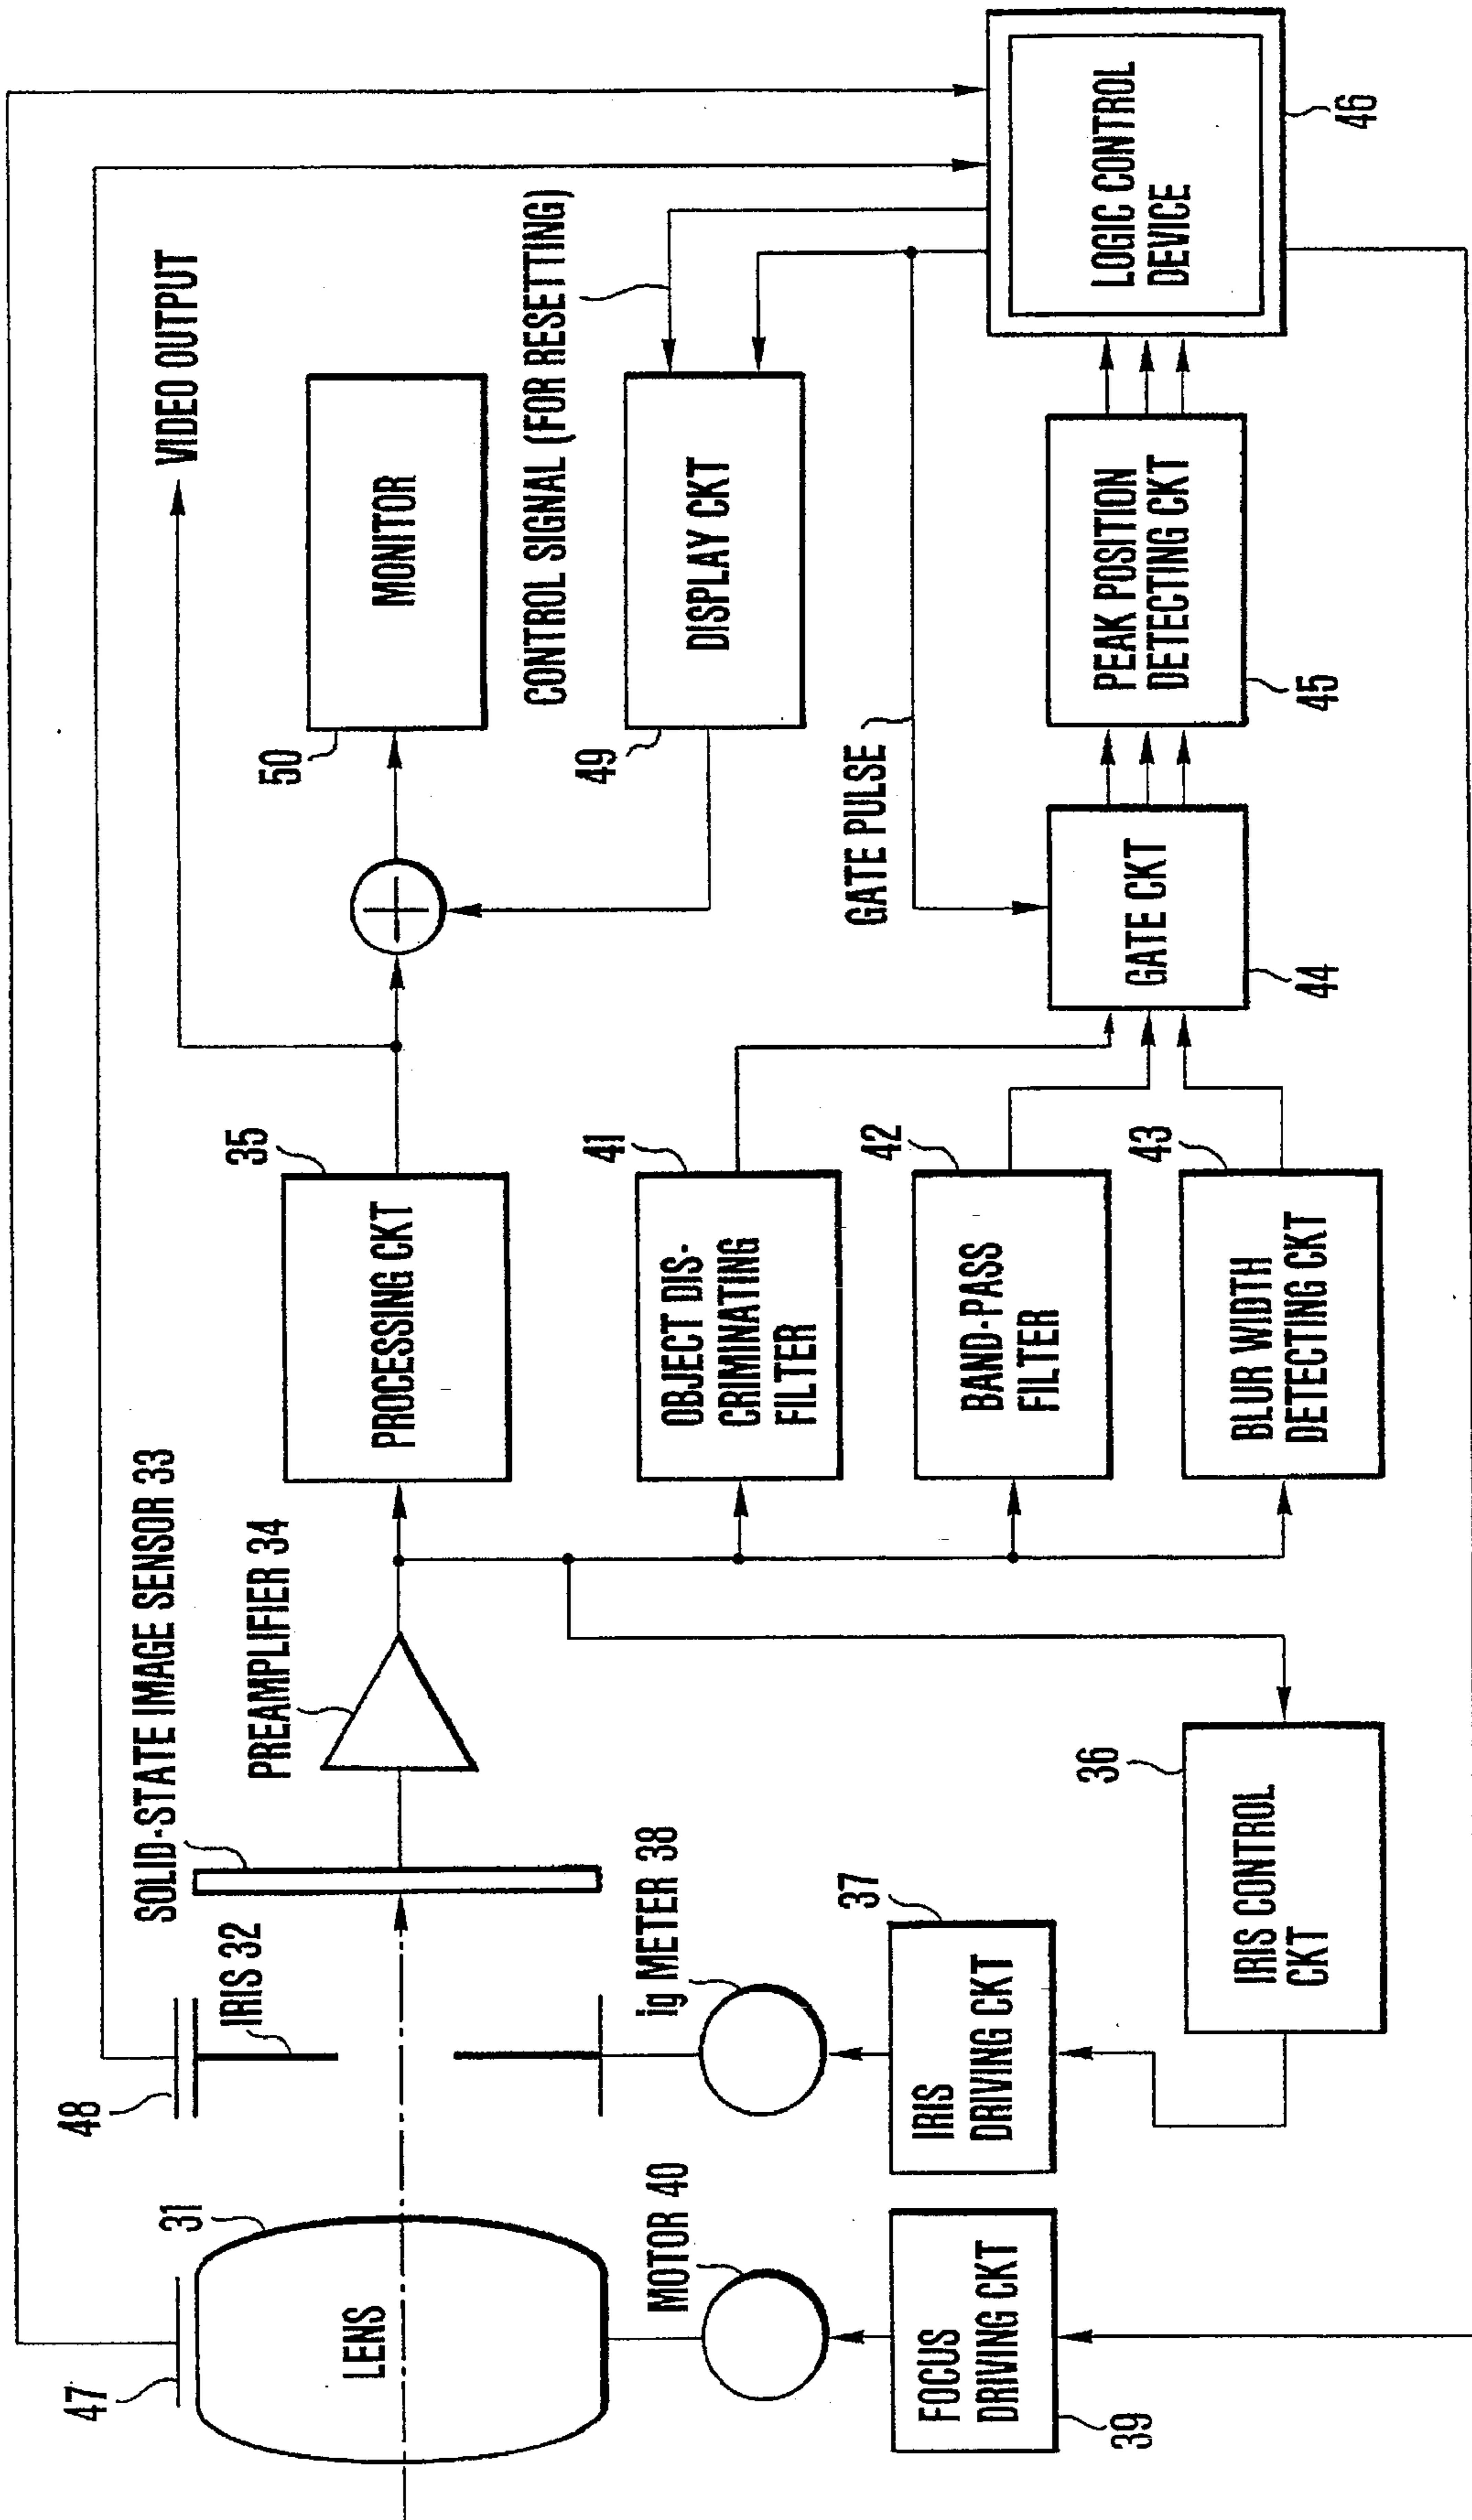 VIDEO OUTPUT
SOLID-STATE IMAGE SENSOR 33
48
47
IRIS 32
PREAMPLIFIER 34
35
50
31
LENS
PROCESSING CKT
MONITOR
CONTROL SIGNAL (FOR RESETTING)
MOTOR 40
ig METER 38
41
49
OBJECT DIS-
CRIMINATING
FILTER
DISPLAY CKT
37
42
GATE PULSE
FOCUS
DRIVING CKT
IRIS
DRIVING CKT
BAND-PASS
FILTER
39
36
43
GATE CKT
44
PEAK POSITION
DETECTING CKT
45
LOGIC CONTROL
DEVICE
46
IRIS CONTROL
CKT
BLUR WIDTH
DETECTING CKT